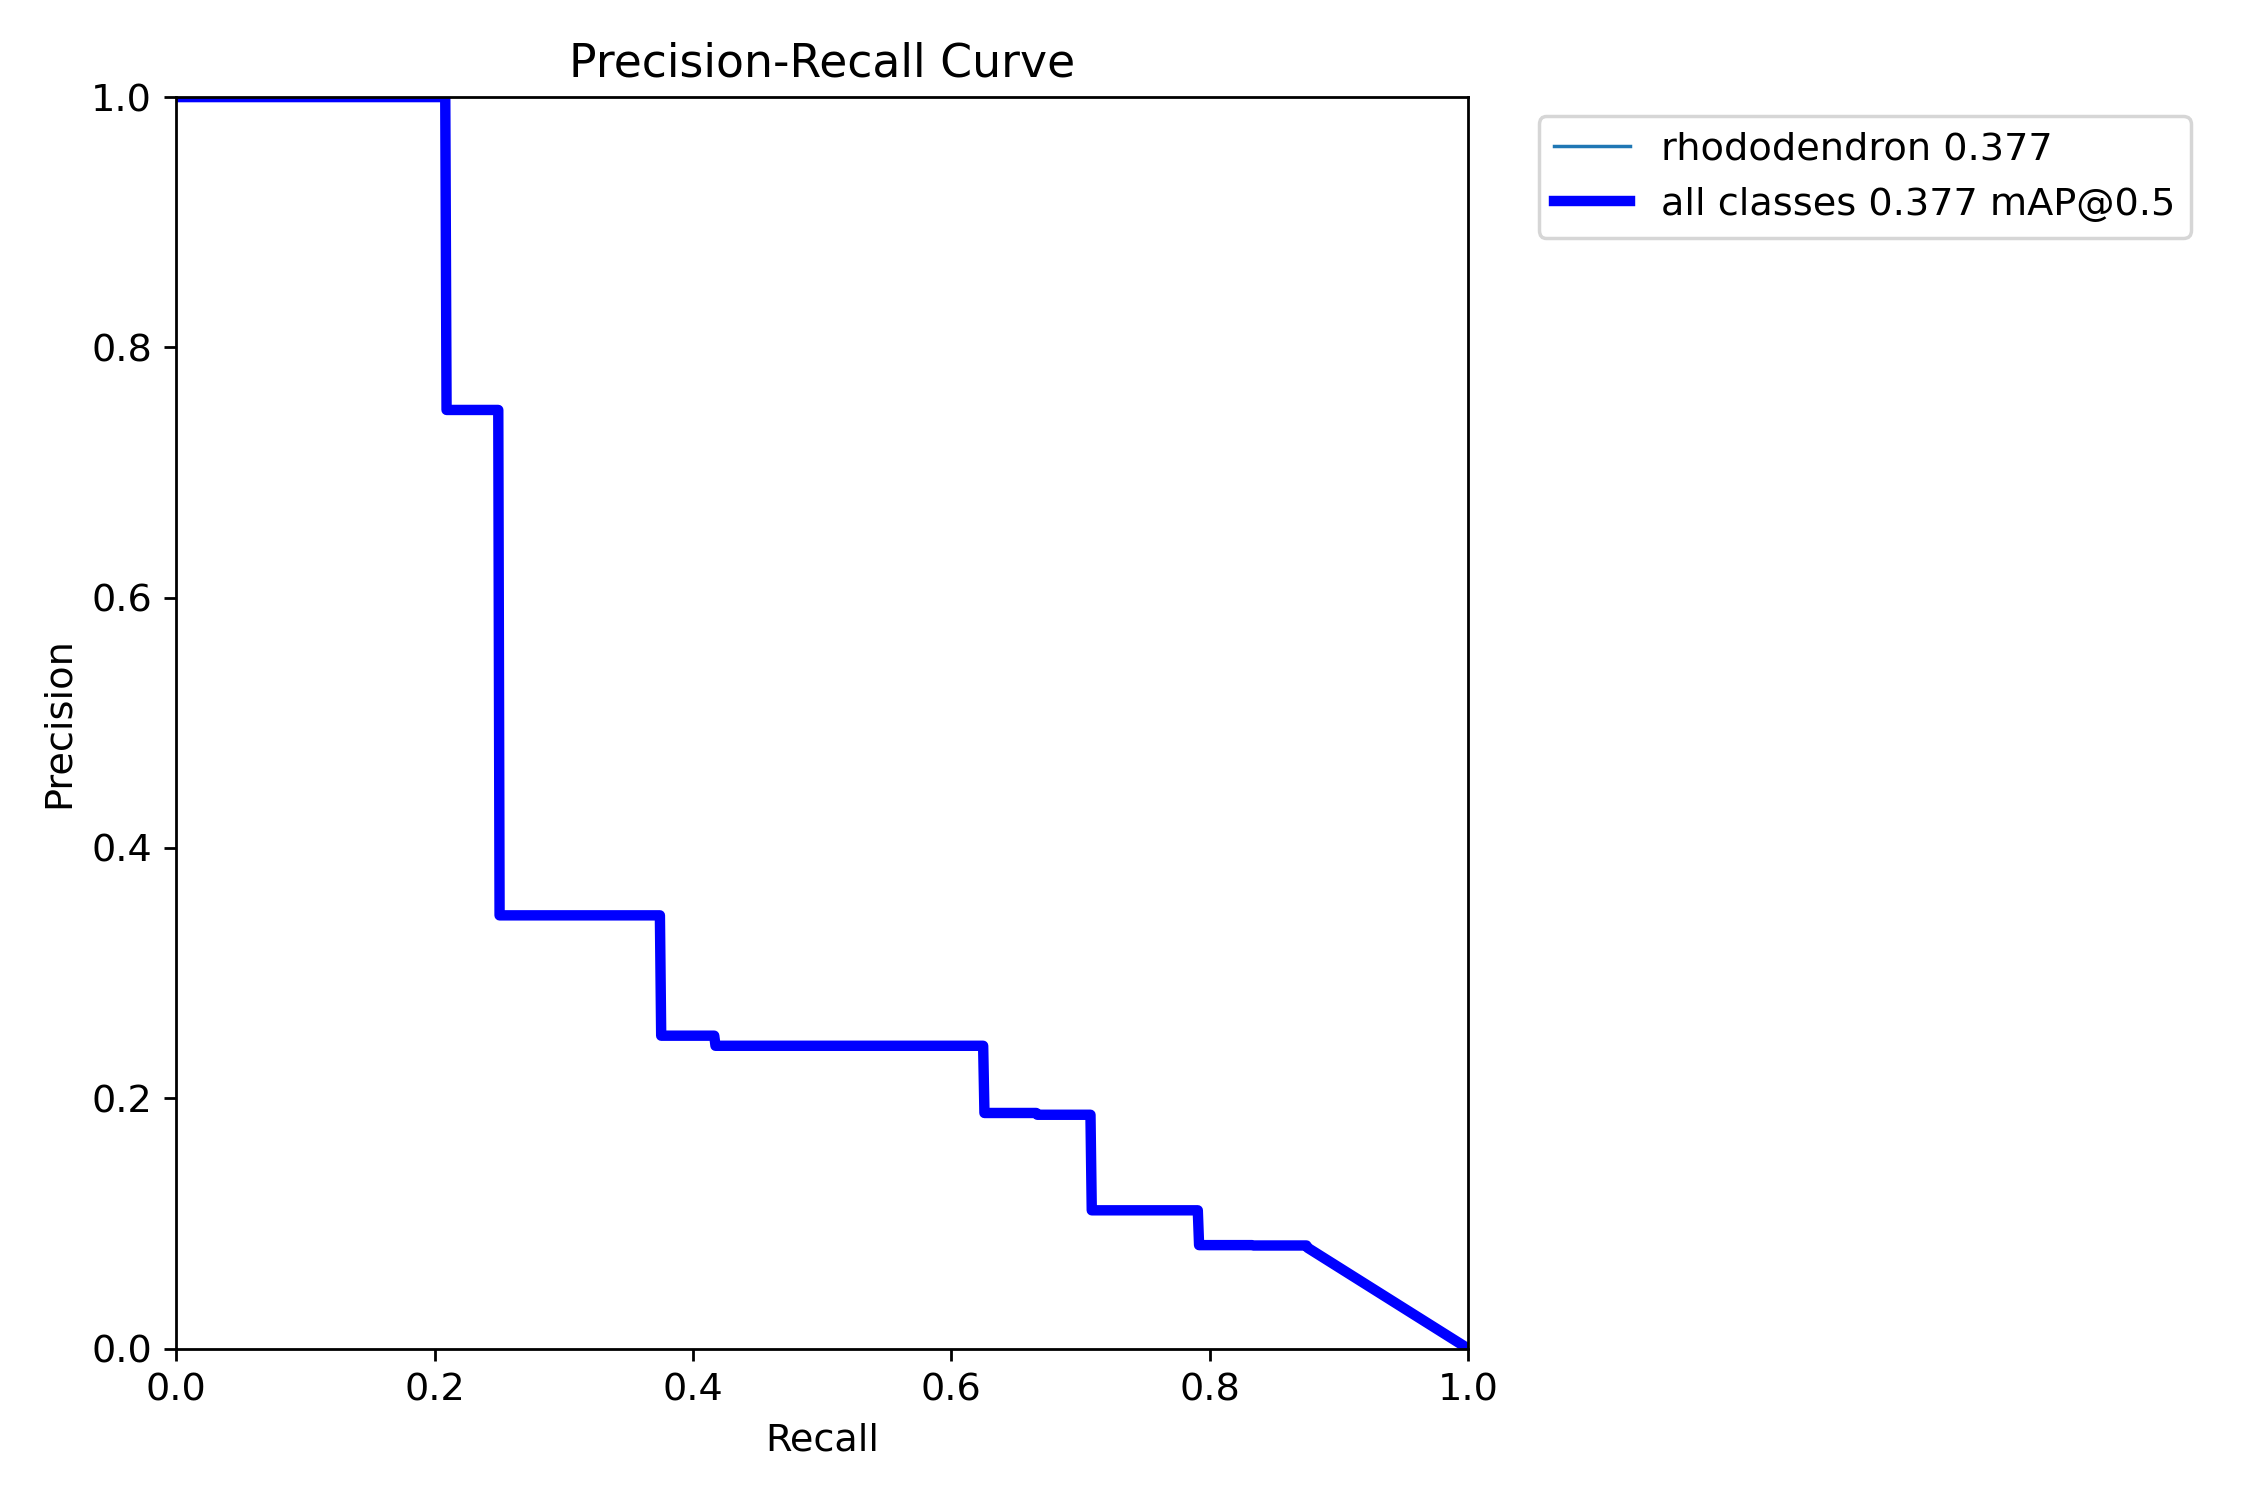 Precision-Recall Curve
1.0
0.8
0.6
0.4
0.2
0.0
Precision
0.0 0.2 0.4 0.6 0.8 1.0
Recall
rhododendron 0.377
all classes 0.377 mAP@0.5